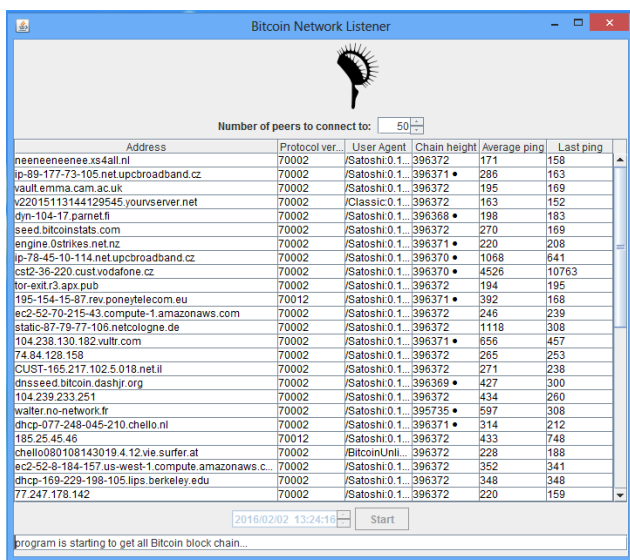 Bitcoin Network Listener
Number of peers to connect to: 50
Address Protocol ver... User Agent Chain height Average ping Last ping
neeneeneenee.xs4all.nl 70002 /Satoshi:0.1... 396372 171 158
ip-89-177-73-105.net.upcbroadband.cz 70002 /Satoshi:0.1... 396371 ● 286 163
vault.emma.cam.ac.uk 70002 /Satoshi:0.1... 396372 195 169
v22015113144129545.yourvserver.net 70002 /Classic:0.1... 396372 163 152
dyn-104-17.parnet.fi 70002 /Satoshi:0.1... 396368 ● 198 183
seed.bitcoinstats.com 70002 /Satoshi:0.1... 396372 270 169
engine.0strikes.net.nz 70002 /Satoshi:0.1... 396371 ● 220 208
ip-78-45-10-114.net.upcbroadband.cz 70002 /Satoshi:0.1... 396370 ● 1068 641
cst2-36-220.cust.vodafone.cz 70002 /Satoshi:0.1... 396370 ● 4526 10763
tor-exit.r3.apx.pub 70002 /Satoshi:0.1... 396372 194 195
195-154-15-87.rev.poneytelecom.eu 70012 /Satoshi:0.1... 396371 ● 392 168
ec2-52-70-215-43.compute-1.amazonaws.com 70002 /Satoshi:0.1... 396372 246 239
static-87-79-77-106.netcologne.de 70002 /Satoshi:0.1... 396372 1118 308
104.238.130.182.vultr.com 70002 /Satoshi:0.1... 396371 ● 656 457
74.84.128.158 70002 /Satoshi:0.1... 396372 265 253
CUST-165.217.102.5.018.net.il 70002 /Satoshi:0.1... 396372 271 238
dnsseed.bitcoin.dashjr.org 70002 /Satoshi:0.1... 396369 ● 427 300
104.239.233.251 70002 /Satoshi:0.1... 396372 434 260
walter.no-network.fr 70002 /Satoshi:0.1... 395735 ● 597 308
dhcp-077-248-045-210.chello.nl 70002 /Satoshi:0.1... 396371 ● 314 212
185.25.45.46 70012 /Satoshi:0.1... 396372 433 748
chello080108143019.4.12.vie.surfer.at 70002 /BitcoinUnli... 396372 228 188
ec2-52-8-184-157.us-west-1.compute.amazonaws.c... 70002 /Satoshi:0.1... 396372 352 341
dhcp-169-229-198-105.lips.berkeley.edu 70002 /Satoshi:0.1... 396372 348 348
77.247.178.142 70002 /Satoshi:0.1... 396372 220 159
2016/02/02 13:24:16 Start
program is starting to get all Bitcoin block chain...